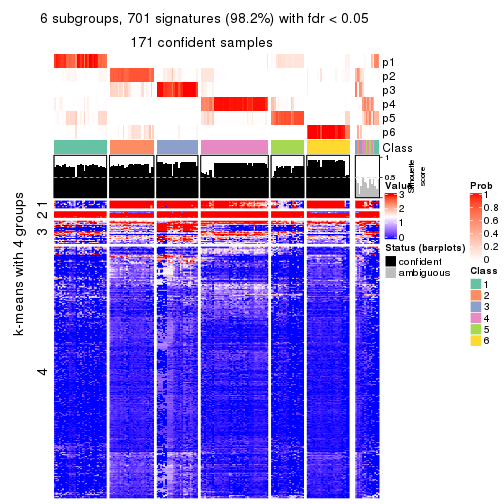 6 subgroups, 701 signatures (98.2%) with fdr < 0.05
171 confident samples
p1
p2
p3
p4
p5
p6
Class
1
0.5
0
Silhouette
score
k-means with 4 groups
1
2
3
4
Value
3
2
1
0
Status (barplots)
confident
ambiguous
Prob
1
0.8
0.6
0.4
0.2
0
Class
1
2
3
4
5
6